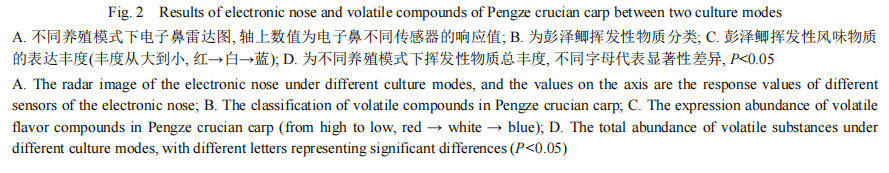 Fig. 2 Results of electronic nose and volatile compounds of Pengze crucian carp between two culture modes
A. 不同养殖模式下电子鼻雷达图, 轴上数值为电子鼻不同传感器的响应值; B. 为彭泽鲫挥发性物质分类; C. 彭泽鲫挥发性风味物质
的表达丰度(丰度从大到小, 红→白→蓝); D. 为不同养殖模式下挥发性物质总丰度, 不同字母代表显著性差异, P<0.05
A. The radar image of the electronic nose under different culture modes, and the values on the axis are the response values of different
sensors of the electronic nose; B. The classification of volatile compounds in Pengze crucian carp; C. The expression abundance of volatile
flavor compounds in Pengze crucian carp (from high to low, red → white → blue); D. The total abundance of volatile substances under
different culture modes, with different letters representing significant differences (P<0.05)